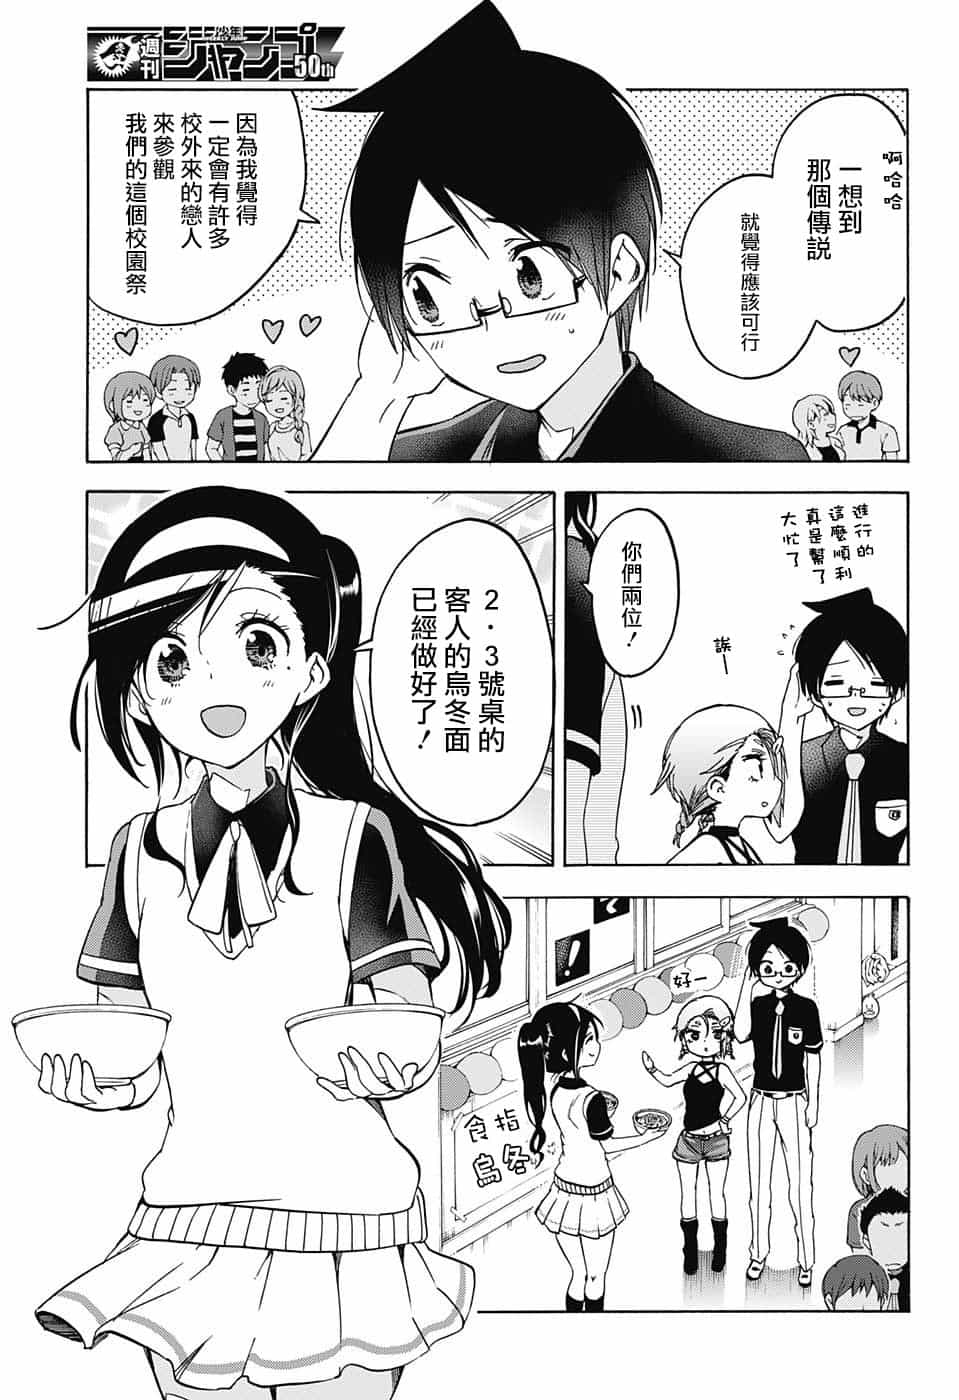 週刊少年ジャンプ50th
啊哈哈
一想到
那個傳説
就覺得應該可行
因為我覺得
一定會有許多
校外來的戀人
來參觀
我們的這個校園祭
進行的
這麼順利
真是幫了
大忙了
你們兩位！
誒—
2・3號桌的
客人的烏冬面
已經做好了！
好—
食指
烏冬